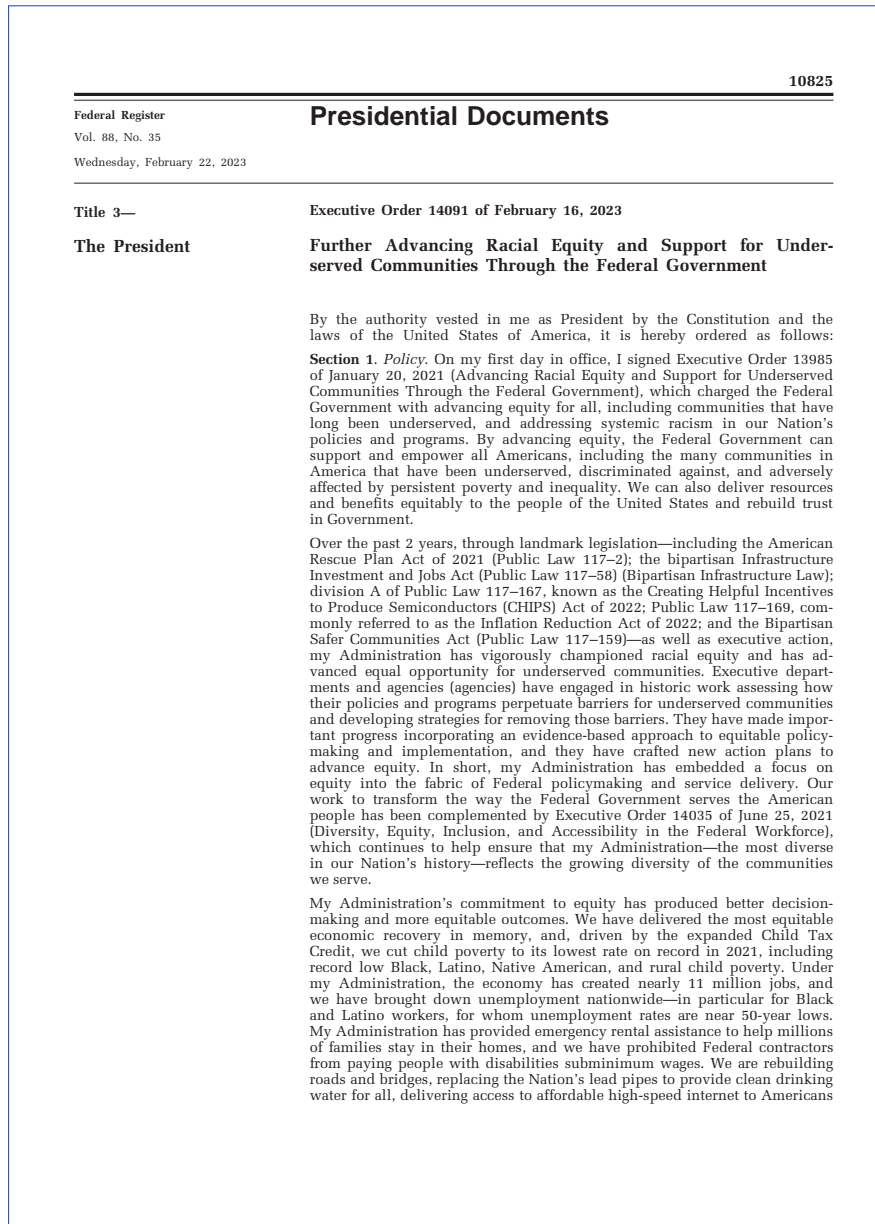 10825
Federal Register
Vol. 88, No. 35
Wednesday, February 22, 2023
Presidential Documents
Title 3—
The President
Executive Order 14091 of February 16, 2023
Further Advancing Racial Equity and Support for Under-
served Communities Through the Federal Government
By the authority vested in me as President by the Constitution and the
laws of the United States of America, it is hereby ordered as follows:
Section 1. Policy. On my first day in office, I signed Executive Order 13985
of January 20, 2021 (Advancing Racial Equity and Support for Underserved
Communities Through the Federal Government), which charged the Federal
Government with advancing equity for all, including communities that have
long been underserved, and addressing systemic racism in our Nation's
policies and programs. By advancing equity, the Federal Government can
support and empower all Americans, including the many communities in
America that have been underserved, discriminated against, and adversely
affected by persistent poverty and inequality. We can also deliver resources
and benefits equitably to the people of the United States and rebuild trust
in Government.
Over the past 2 years, through landmark legislation—including the American
Rescue Plan Act of 2021 (Public Law 117–2); the bipartisan Infrastructure
Investment and Jobs Act (Public Law 117–58) (Bipartisan Infrastructure Law);
division A of Public Law 117–167, known as the Creating Helpful Incentives
to Produce Semiconductors (CHIPS) Act of 2022; Public Law 117–169, com-
monly referred to as the Inflation Reduction Act of 2022; and the Bipartisan
Safer Communities Act (Public Law 117–159)—as well as executive action,
my Administration has vigorously championed racial equity and has ad-
vanced equal opportunity for underserved communities. Executive depart-
ments and agencies (agencies) have engaged in historic work assessing how
their policies and programs perpetuate barriers for underserved communities
and developing strategies for removing those barriers. They have made impor-
tant progress incorporating an evidence-based approach to equitable policy-
making and implementation, and they have crafted new action plans to
advance equity. In short, my Administration has embedded a focus on
equity into the fabric of Federal policymaking and service delivery. Our
work to transform the way the Federal Government serves the American
people has been complemented by Executive Order 14035 of June 25, 2021
(Diversity, Equity, Inclusion, and Accessibility in the Federal Workforce),
which continues to help ensure that my Administration—the most diverse
in our Nation's history—reflects the growing diversity of the communities
we serve.
My Administration's commitment to equity has produced better decision-
making and more equitable outcomes. We have delivered the most equitable
economic recovery in memory, and, driven by the expanded Child Tax
Credit, we cut child poverty to its lowest rate on record in 2021, including
record low Black, Latino, Native American, and rural child poverty. Under
my Administration, the economy has created nearly 11 million jobs, and
we have brought down unemployment nationwide—in particular for Black
and Latino workers, for whom unemployment rates are near 50-year lows.
My Administration has provided emergency rental assistance to help millions
of families stay in their homes, and we have prohibited Federal contractors
from paying people with disabilities subminimum wages. We are rebuilding
roads and bridges, replacing the Nation's lead pipes to provide clean drinking
water for all, delivering access to affordable high-speed internet to Americans